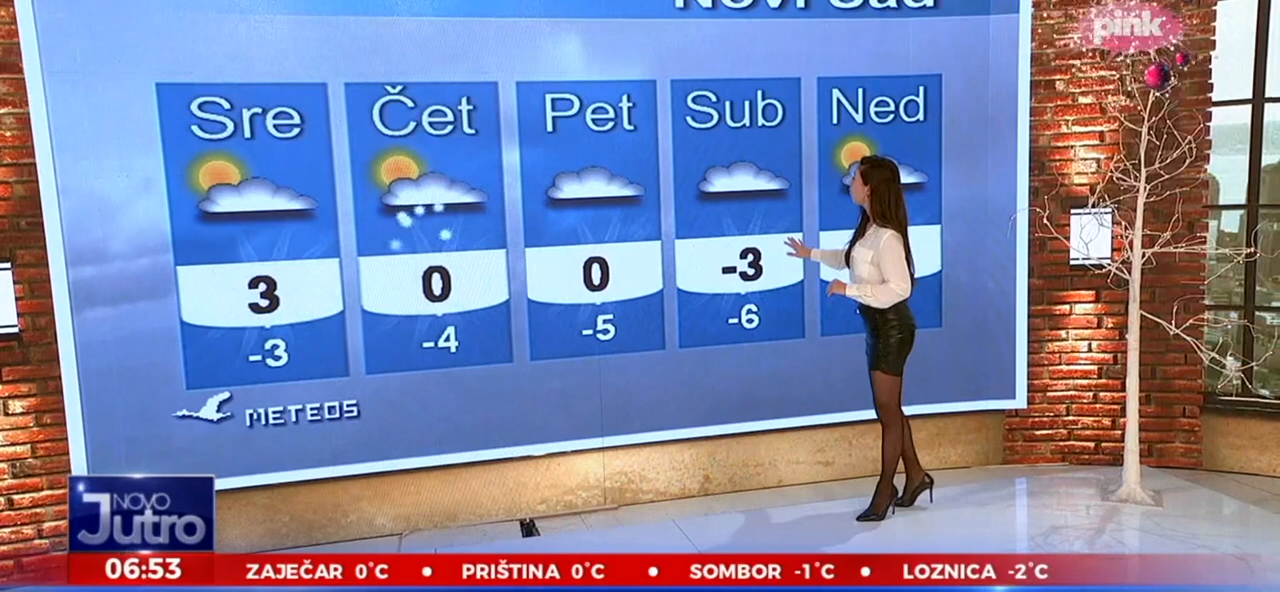 Novi Sad
pink
Sre
Čet
Pet
Sub
Ned
3
0
0
-3
-3
-4
-5
-6
METEOS
NOVO
Jutro
06:53
ZAJEČAR 0°C • PRIŠTINA 0°C • SOMBOR -1°C • LOZNICA -2°C